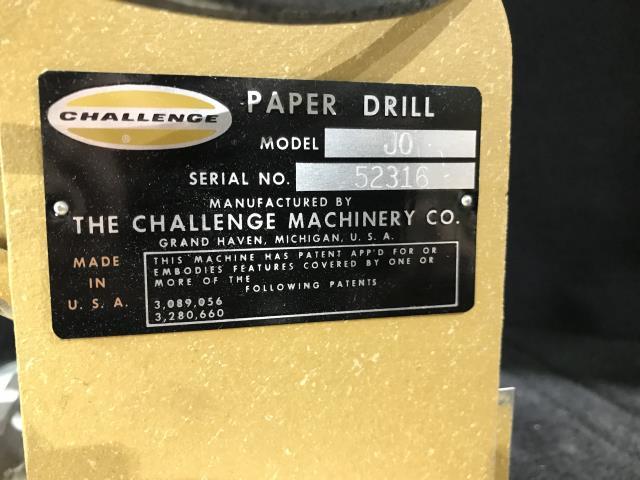 CHALLENGE
®
PAPER DRILL
MODEL JO
SERIAL NO. 52316
MANUFACTURED BY
THE CHALLENGE MACHINERY CO.
GRAND HAVEN, MICHIGAN, U. S. A.
MADE
IN
U. S. A.
THIS MACHINE HAS PATENT APP'D FOR OR
EMBODIES FEATURES COVERED BY ONE OR
MORE OF THE
FOLLOWING PATENTS
3,089,056
3,280,660